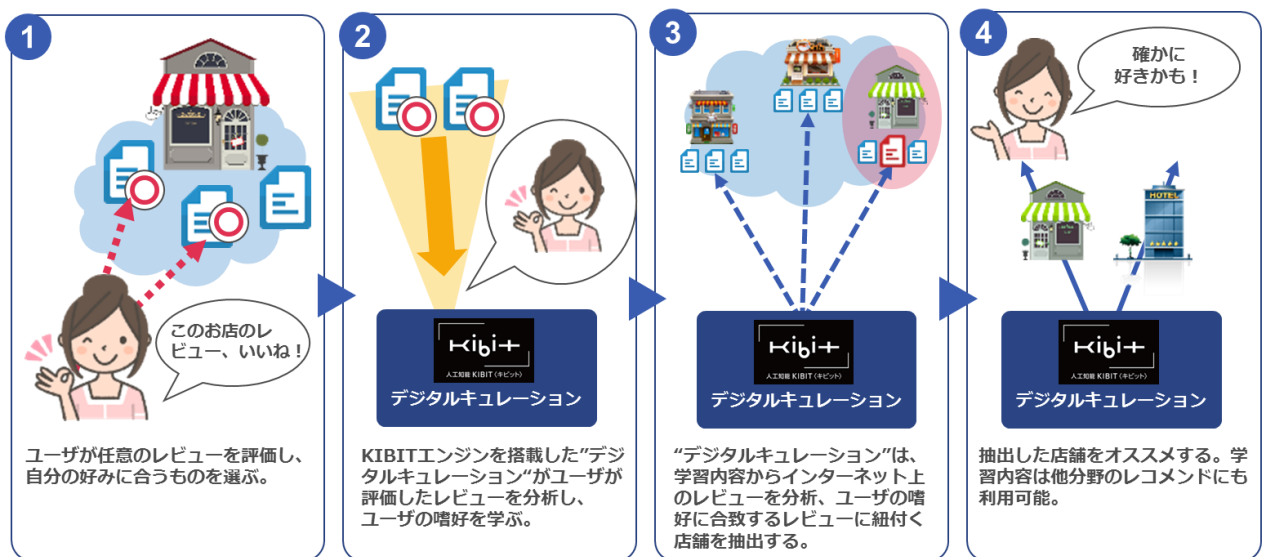 1
このお店のレ
ビュー、いいね！
ユーザが任意のレビューを評価し、
自分の好みに合うものを選ぶ。
2
Kibit
人工知能 KIBIT（キビット）
デジタルキュレーション
KIBITエンジンを搭載した”デジ
タルキュレーション“がユーザが
評価したレビューを分析し、
ユーザの嗜好を学ぶ。
3
Kibit
人工知能 KIBIT（キビット）
デジタルキュレーション
“デジタルキュレーション”は、
学習内容からインターネット上
のレビューを分析、ユーザの嗜
好に合致するレビューに紐付く
店舗を抽出する。
4
確かに
好きかも！
HOTEL
Kibit
人工知能 KIBIT（キビット）
デジタルキュレーション
抽出した店舗をオススメする。学
習内容は他分野のレコメンドにも
利用可能。